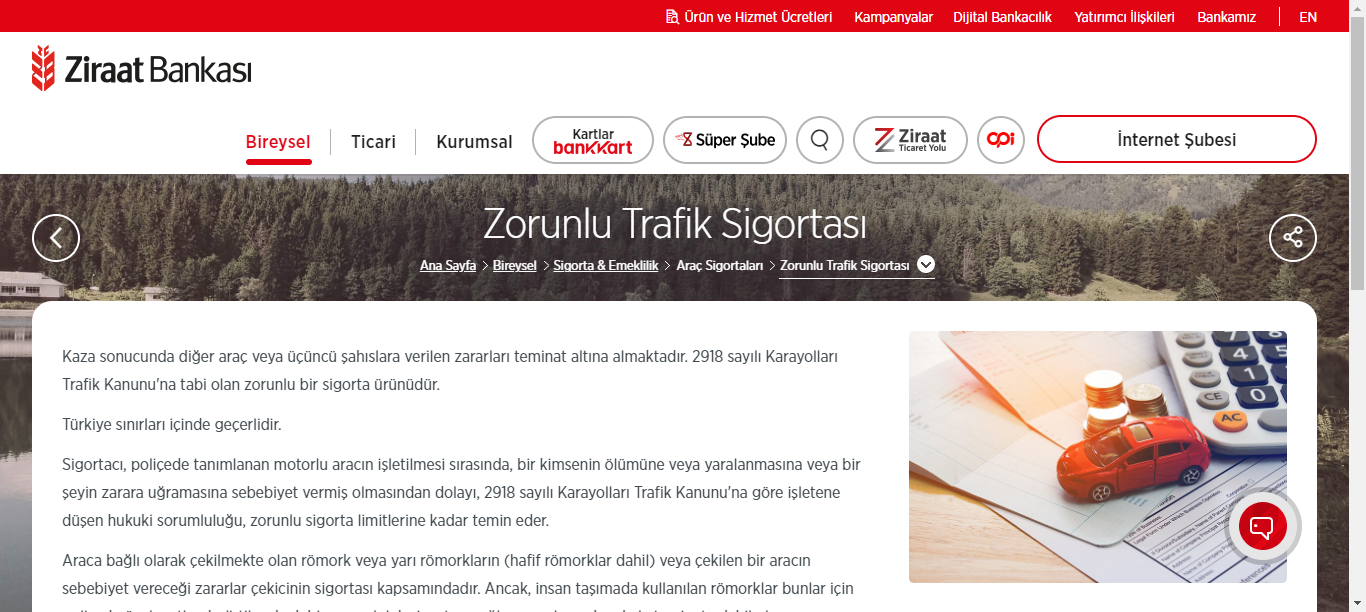 Ürün ve Hizmet Ücretleri Kampanyalar Dijital Bankacılık Yatırımcı İlişkileri Bankamız EN
Ziraat Bankası
Bireysel Ticari Kurumsal
Kartlar
bankkart
Süper Şube
Ziraat
Ticaret Yolu
opi
İnternet Şubesi
Zorunlu Trafik Sigortası
Ana Sayfa > Bireysel > Sigorta & Emeklilik > Araç Sigortaları > Zorunlu Trafik Sigortası
Kaza sonucunda diğer araç veya üçüncü şahıslara verilen zararları teminat altına almaktadır. 2918 sayılı Karayolları
Trafik Kanunu'na tabi olan zorunlu bir sigorta ürünüdür.
Türkiye sınırları içinde geçerlidir.
Sigortacı, poliçede tanımlanan motorlu aracın işletilmesi sırasında, bir kimsenin ölümüne veya yaralanmasına veya bir
şeyin zarara uğramasına sebebiyet vermiş olmasından dolayı, 2918 sayılı Karayolları Trafik Kanunu'na göre işletene
düşen hukuki sorumluluğu, zorunlu sigorta limitlerine kadar temin eder.
Araca bağlı olarak çekilmekte olan römork veya yarı römorkların (hafif römorklar dahil) veya çekilen bir aracın
sebebiyet vereceği zararlar çekicinin sigortası kapsamındadır. Ancak, insan taşımada kullanılan römorklar bunlar için
4 5
1
CE 0
AC